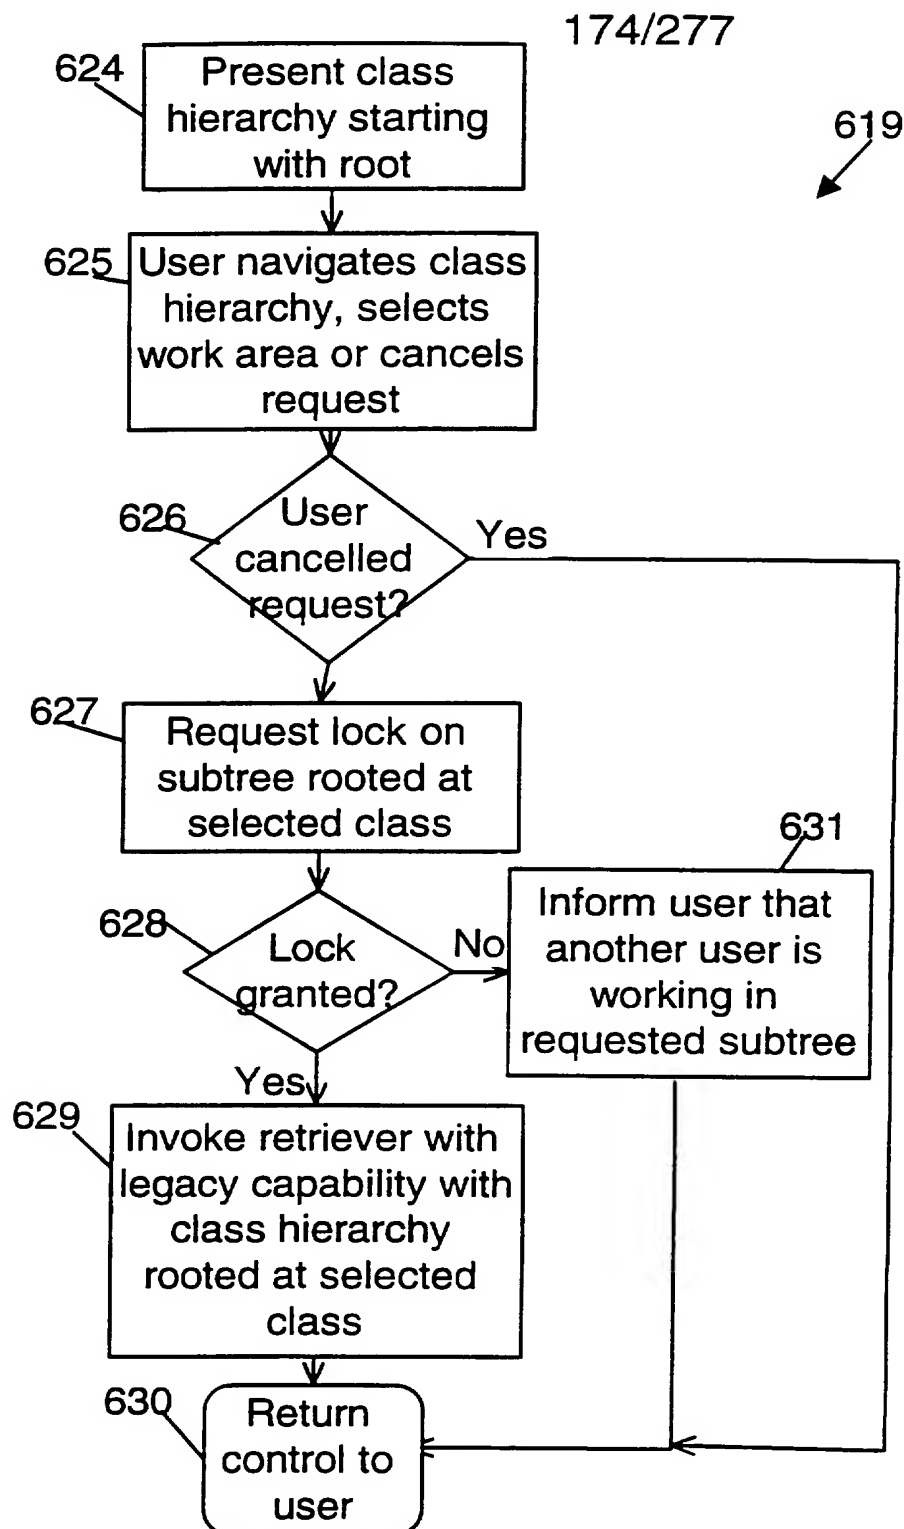 174/277
619
624
Present class
hierarchy starting
with root
625
User navigates class
hierarchy, selects
work area or cancels
request
626
User
cancelled
request?
Yes
627
Request lock on
subtree rooted at
selected class
628
Lock
granted?
No
631
Inform user that
another user is
working in
requested subtree
Yes
629
Invoke retriever with
legacy capability with
class hierarchy
rooted at selected
class
630
Return
control to
user